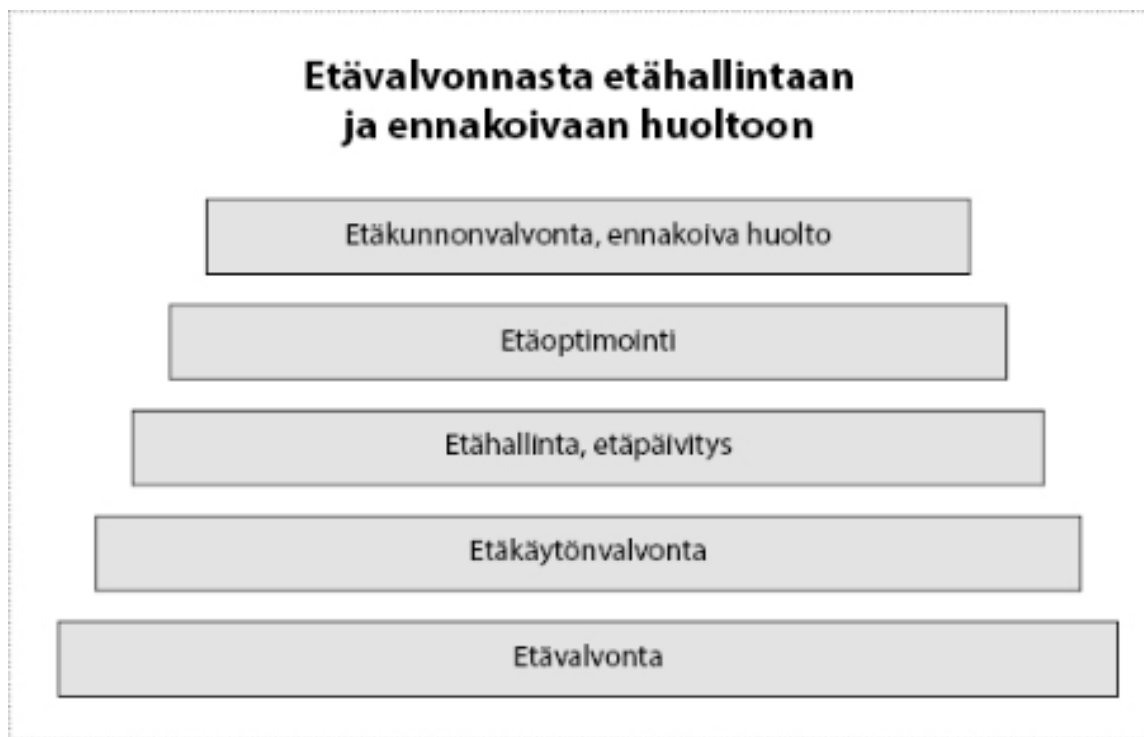 Etävalvonnasta etähallintaan
ja ennakoivaan huoltoon
Etäkunnonvalvonta, ennakoiva huolto
Etäoptimointi
Etähallinta, etäpäivitys
Etäkäytönvalvonta
Etävalvonta